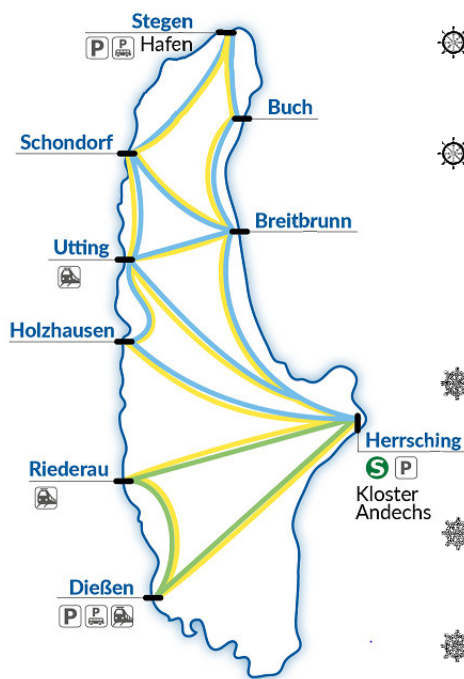 Stegen
P P Hafen
Buch
Schondorf
Breitbrunn
Utting
Holzhausen
Herrsching
S P
Kloster
Andechs
Riederau
Dießen
P P